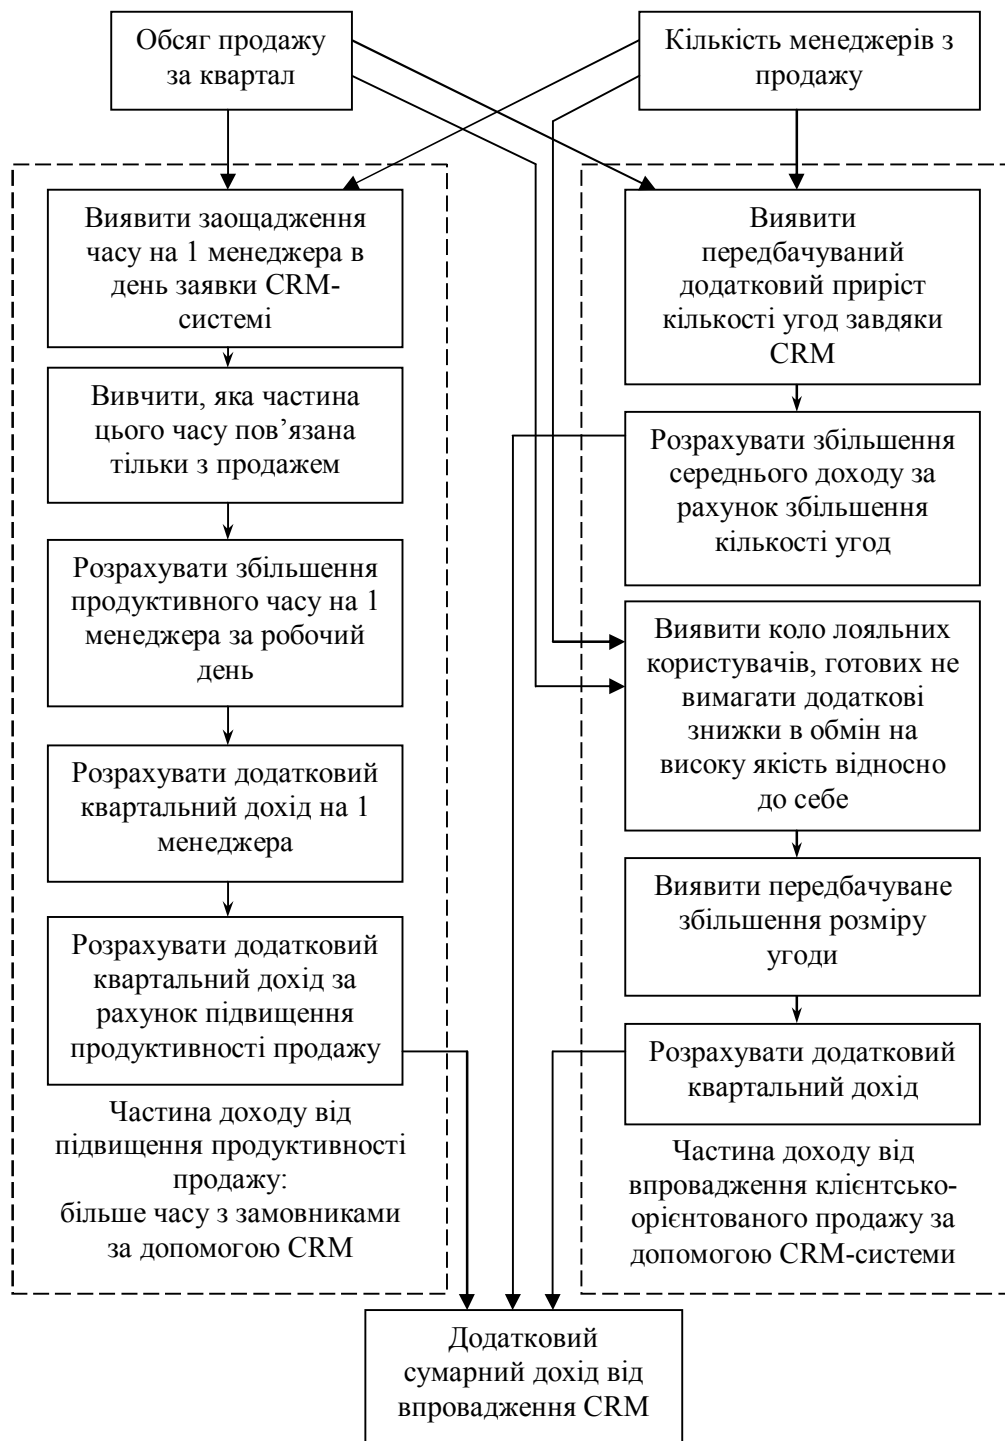 Обсяг продажу
за квартал
Кількість менеджерів з
продажу
Виявити заощадження
часу на 1 менеджера в
день заявки CRM-
системі
Вивчити, яка частина
цього часу пов’язана
тільки з продажем
Розрахувати збільшення
продуктивного часу на 1
менеджера за робочий
день
Розрахувати додатковий
квартальний дохід на 1
менеджера
Розрахувати додатковий
квартальний дохід за
рахунок підвищення
продуктивності продажу
Частина доходу від
підвищення продуктивності
продажу:
більше часу з замовниками
за допомогою CRM
Виявити
передбачуваний
додатковий приріст
кількості угод завдяки
CRM
Розрахувати збільшення
середнього доходу за
рахунок збільшення
кількості угод
Виявити коло лояльних
користувачів, готових не
вимагати додаткові
знижки в обмін на
високу якість відносно
до себе
Виявити передбачуване
збільшення розміру
угоди
Розрахувати додатковий
квартальний дохід
Частина доходу від
впровадження клієнтсько-
орієнтованого продажу за
допомогою CRM-системи
Додатковий
сумарний дохід від
впровадження CRM